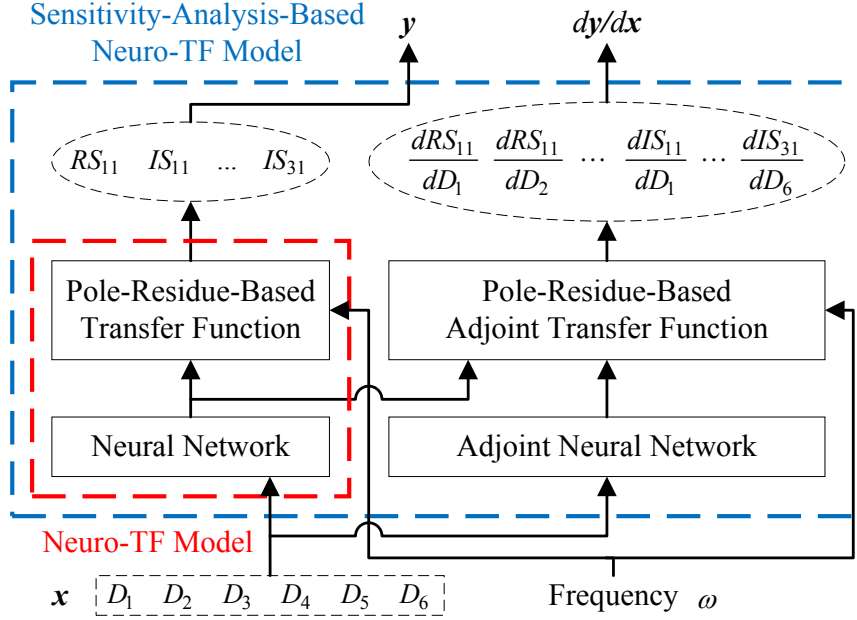 Sensitivity-Analysis-Based
Neuro-TF Model
y
dy/dx
RS₁₁ IS₁₁ ... IS₃₁
dRS₁₁/dD₁ dRS₁₁/dD₂ ... dIS₁₁/dD₁ ... dIS₃₁/dD₆
Pole-Residue-Based
Transfer Function
Pole-Residue-Based
Adjoint Transfer Function
Neural Network
Adjoint Neural Network
Neuro-TF Model
x D₁ D₂ D₃ D₄ D₅ D₆
Frequency ω